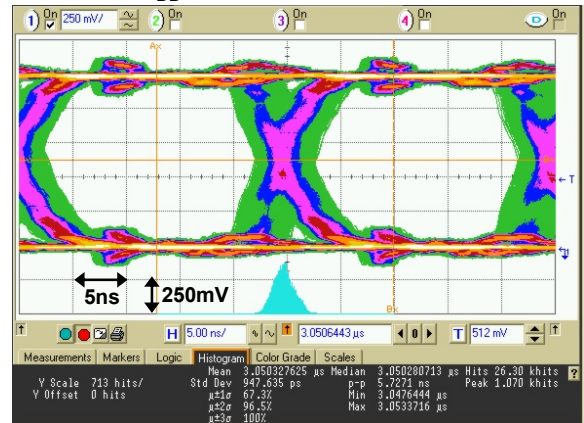 1) On 250 mV/ 2) On 3) On 4) On D On
Ax
T
5ns
250mV
Bx
H 5.00 ns/ 3.0506443 µs 0 T 512 mV
Measurements Markers Logic Histogram Color Grade Scales
Mean 3.050327625 µs Median 3.050280713 µs Hits 26.30 khits ?
Y Scale 713 hits/ Std Dev 947.635 ps p-p 5.7271 ns Peak 1.070 khits
Y Offset 0 hits µ±1σ 67.3% Min 3.0476444 µs
µ±2σ 96.5% Max 3.0533716 µs
µ±3σ 100%